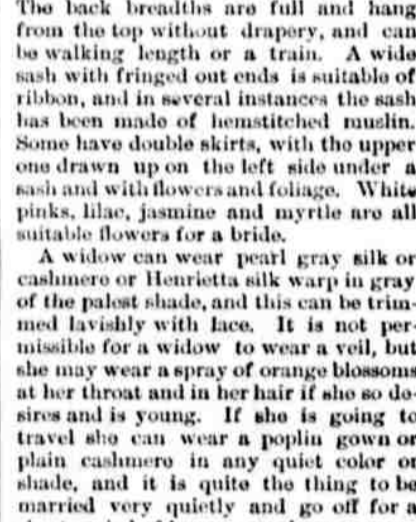 The back breadths are full and hang
from the top without drapery, and can
be walking length or a train. A wide
sash with fringed out ends is suitable of
ribbon, and in several instances the sash
has been made of hemstitched muslin.
Some have double skirts, with the upper
one drawn up on the left side under a
sash and with flowers and foliage. White
pinks, lilac, jasmine and myrtle are all
suitable flowers for a bride.
A widow can wear pearl gray silk or
cashmere or Henrietta silk warp in gray
of the palest shade, and this can be trim-
med lavishly with lace. It is not per-
missible for a widow to wear a veil, but
she may wear a spray of orange blossoms
at her throat and in her hair if she so de-
sires and is young. If she is going to
travel she can wear a poplin gown or
plain cashmere in any quiet color or
shade, and it is quite the thing to be
married very quietly and go off for a